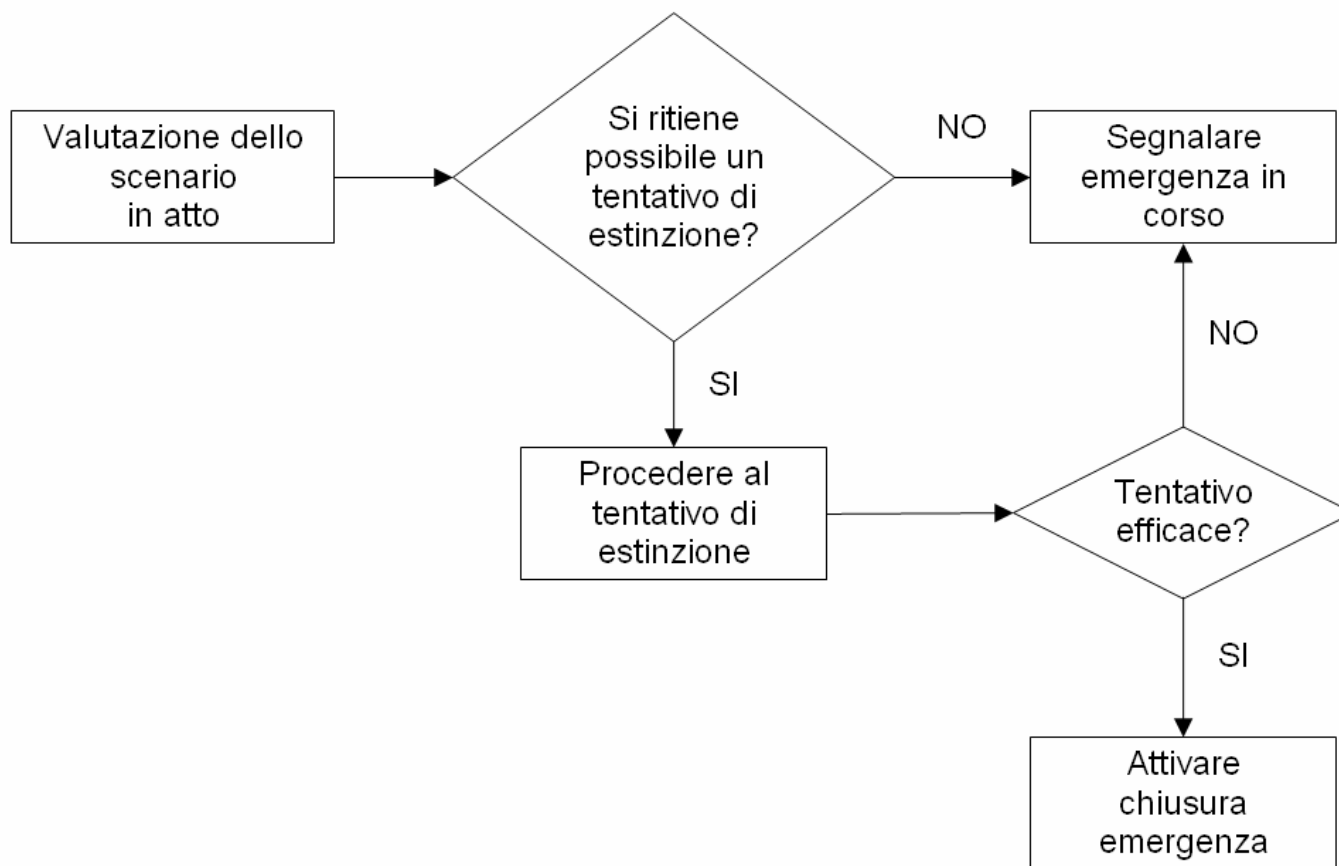 Valutazione dello
scenario
in atto
Si ritiene
possibile un
tentativo di
estinzione?
NO
Segnalare
emergenza in
corso
NO
SI
Procedere al
tentativo di
estinzione
Tentativo
efficace?
SI
Attivare
chiusura
emergenza